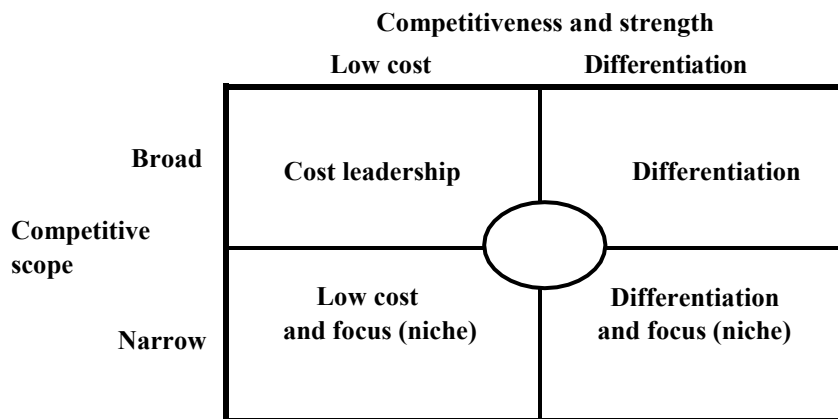 Competitiveness and strength
Low cost
Differentiation
Broad
Cost leadership
Differentiation
Competitive
scope
Low cost
and focus (niche)
Differentiation
and focus (niche)
Narrow